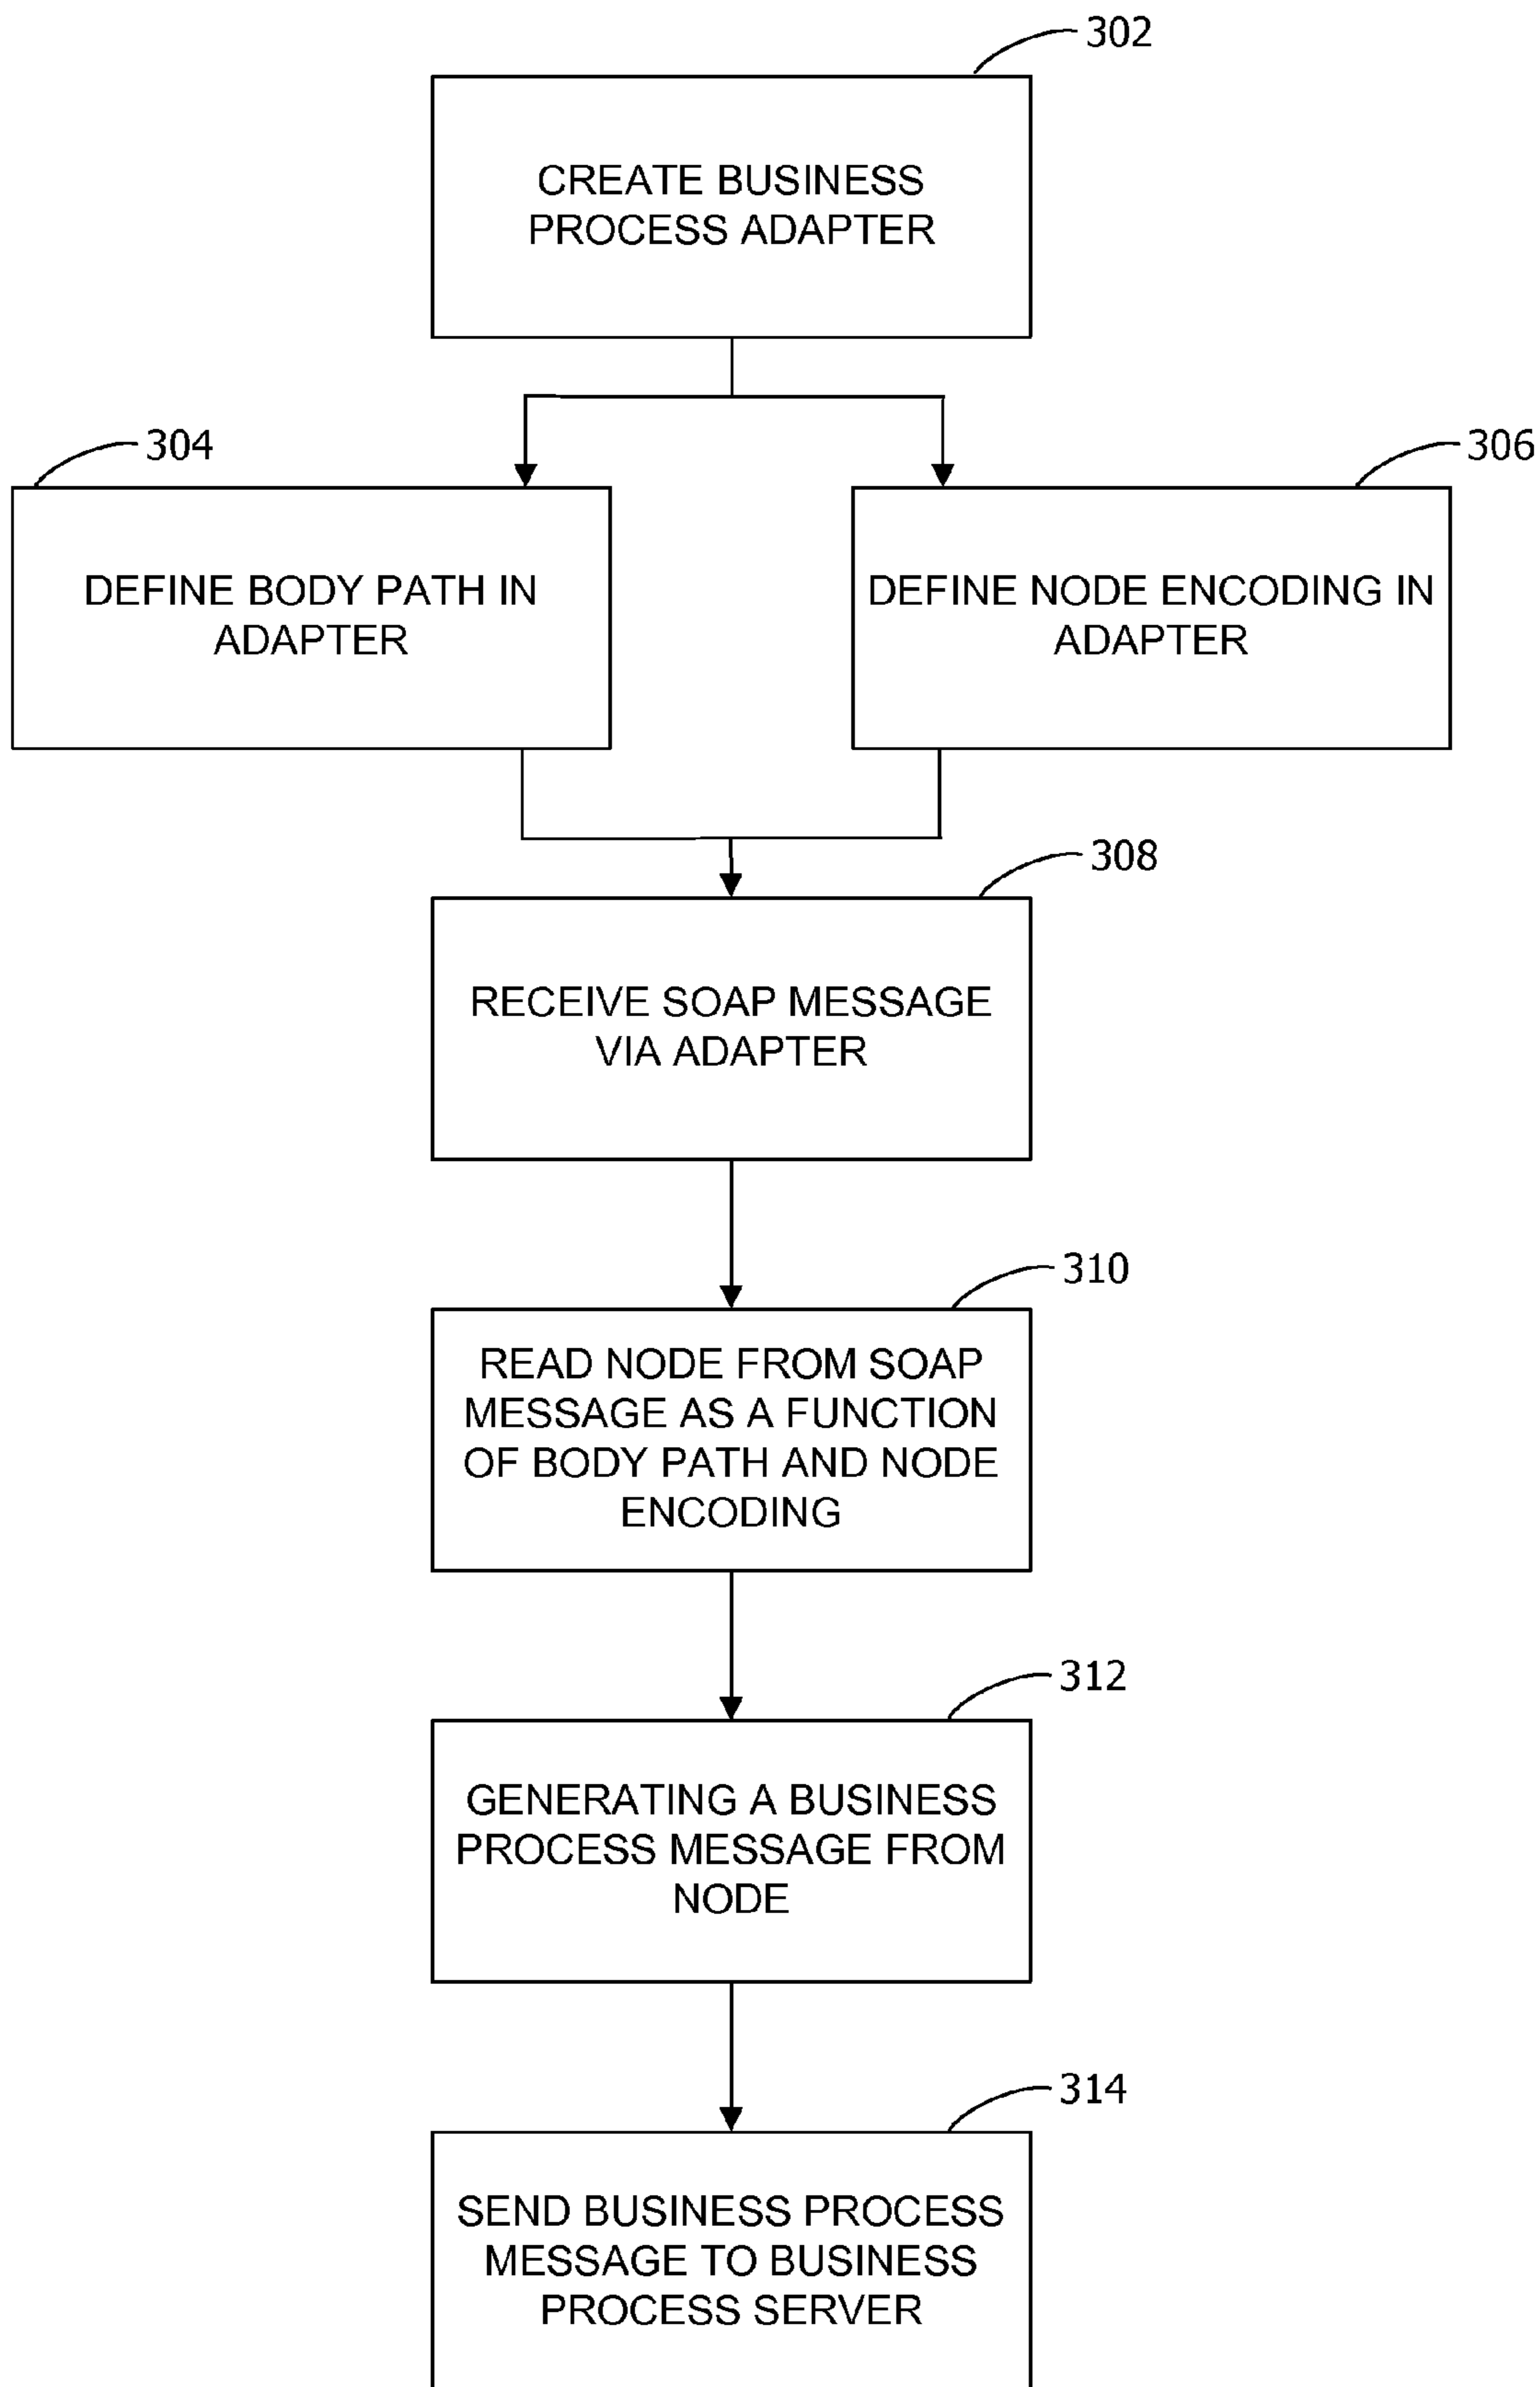 302
CREATE BUSINESS
PROCESS ADAPTER
304
306
DEFINE BODY PATH IN
ADAPTER
DEFINE NODE ENCODING IN
ADAPTER
308
RECEIVE SOAP MESSAGE
VIA ADAPTER
310
READ NODE FROM SOAP
MESSAGE AS A FUNCTION
OF BODY PATH AND NODE
ENCODING
312
GENERATING A BUSINESS
PROCESS MESSAGE FROM
NODE
314
SEND BUSINESS PROCESS
MESSAGE TO BUSINESS
PROCESS SERVER